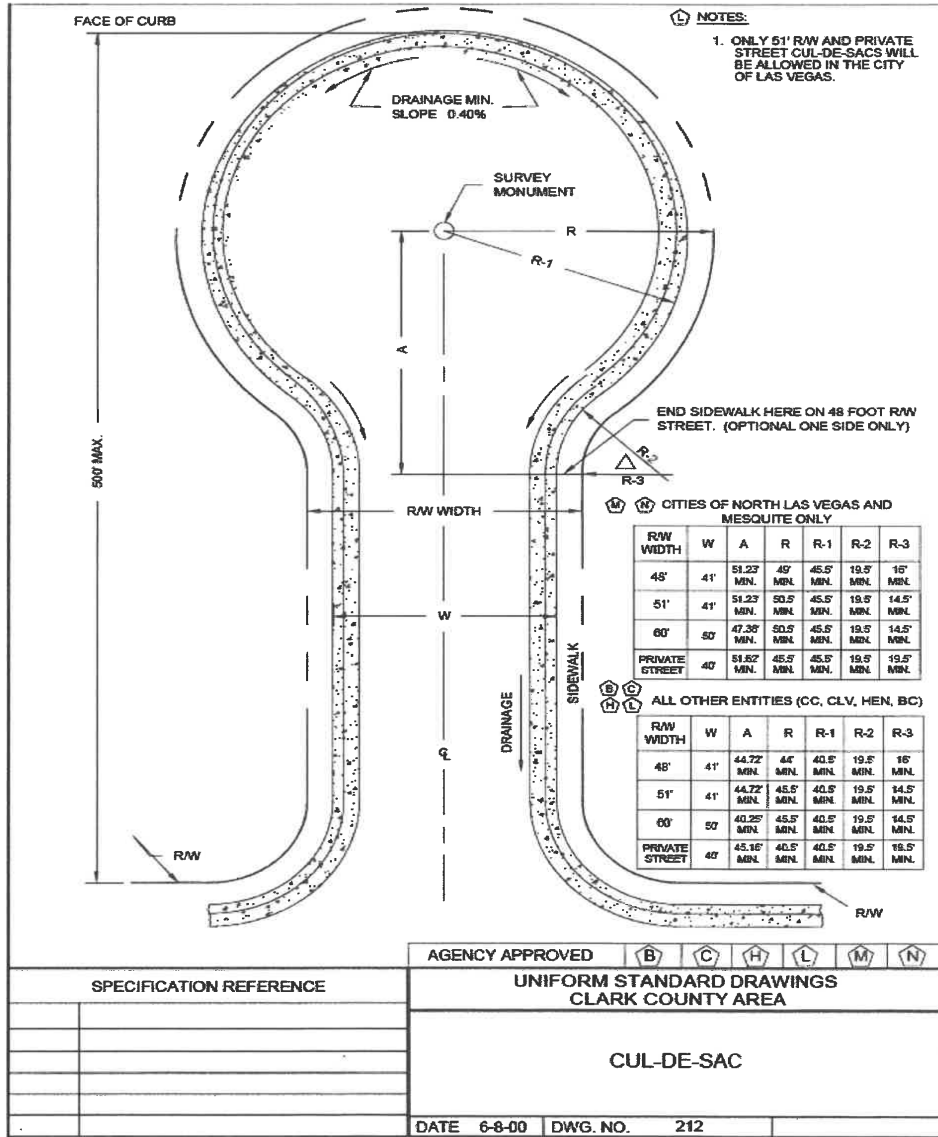 FACE OF CURB
L NOTES:
1. ONLY 51' R/W AND PRIVATE
STREET CUL-DE-SACS WILL
BE ALLOWED IN THE CITY
OF LAS VEGAS.
DRAINAGE MIN.
SLOPE 0.40%
SURVEY
MONUMENT
R
R-1
A
500' MAX.
END SIDEWALK HERE ON 48 FOOT R/W
STREET. (OPTIONAL ONE SIDE ONLY)
R-2
R-3
R/W WIDTH
M N CITIES OF NORTH LAS VEGAS AND
MESQUITE ONLY
R/W WIDTH W A R R-1 R-2 R-3
48' 41' 51.23' MIN. 49' MIN. 45.5' MIN. 19.5' MIN. 16' MIN.
51' 41' 51.23' MIN. 50.5' MIN. 45.5' MIN. 19.5' MIN. 14.5' MIN.
60' 50' 47.36' MIN. 50.5' MIN. 45.5' MIN. 19.5' MIN. 14.5' MIN.
PRIVATE STREET 40' 51.62' MIN. 45.5' MIN. 45.5' MIN. 19.5' MIN. 19.5' MIN.
W
SIDEWALK
DRAINAGE
B C
H L ALL OTHER ENTITIES (CC, CLV, HEN, BC)
R/W WIDTH W A R R-1 R-2 R-3
48' 41' 44.72' MIN. 44' MIN. 40.5' MIN. 19.5' MIN. 16' MIN.
51' 41' 44.72' MIN. 45.5' MIN. 40.5' MIN. 19.5' MIN. 14.5' MIN.
60' 50' 40.25' MIN. 45.5' MIN. 40.5' MIN. 19.5' MIN. 14.5' MIN.
PRIVATE STREET 40' 45.16' MIN. 40.5' MIN. 40.5' MIN. 19.5' MIN. 19.5' MIN.
℄
R/W
R/W
AGENCY APPROVED B C H L M N
SPECIFICATION REFERENCE
UNIFORM STANDARD DRAWINGS
CLARK COUNTY AREA
CUL-DE-SAC
DATE 6-8-00 DWG. NO. 212